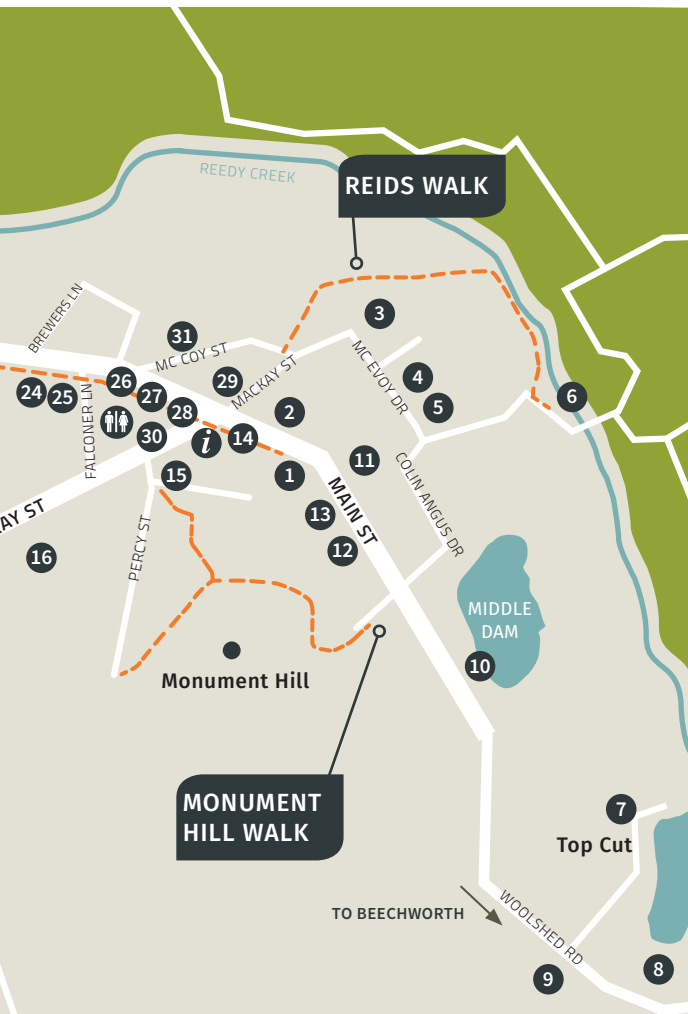 REEDY CREEK
REIDS WALK
BREWERS LN
3
31
MC COY ST
MC EVOY DR
MACKAY ST
24
25
26
27
28
29
4
5
6
2
FALCONER LN
30
i
14
1
11
COLIN ANGUS DR
15
13
MAIN ST
AY ST
PERCY ST
16
12
MIDDLE
DAM
10
Monument Hill
MONUMENT
HILL WALK
7
Top Cut
TO BEECHWORTH
WOOLSHED RD
9
8